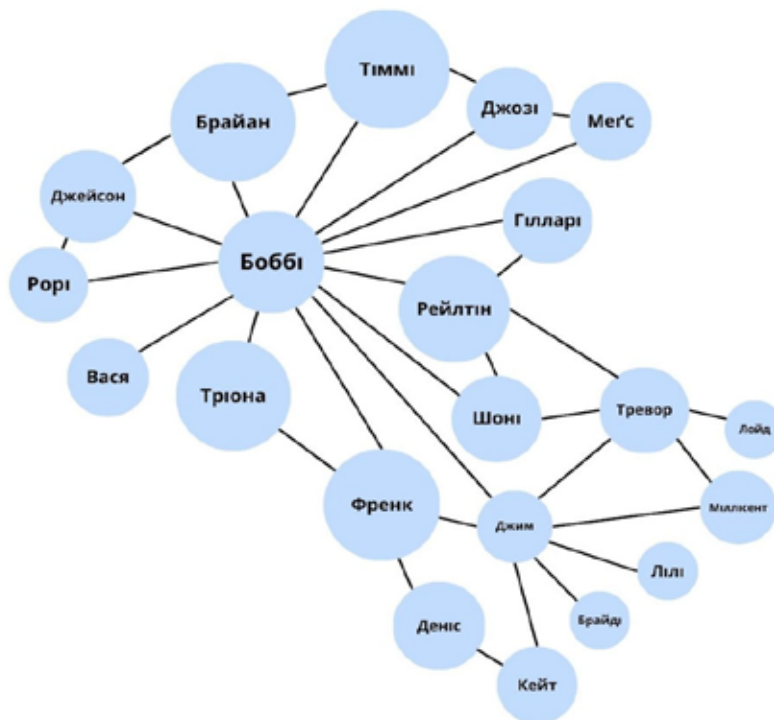 Тіммі
Джозі
Меґс
Брайан
Джейсон
Гілларі
Боббі
Рорі
Рейлтін
Вася
Тріона
Шоні
Тревор
Лойд
Френк
Джим
Міллісент
Лілі
Брайді
Деніс
Кейт